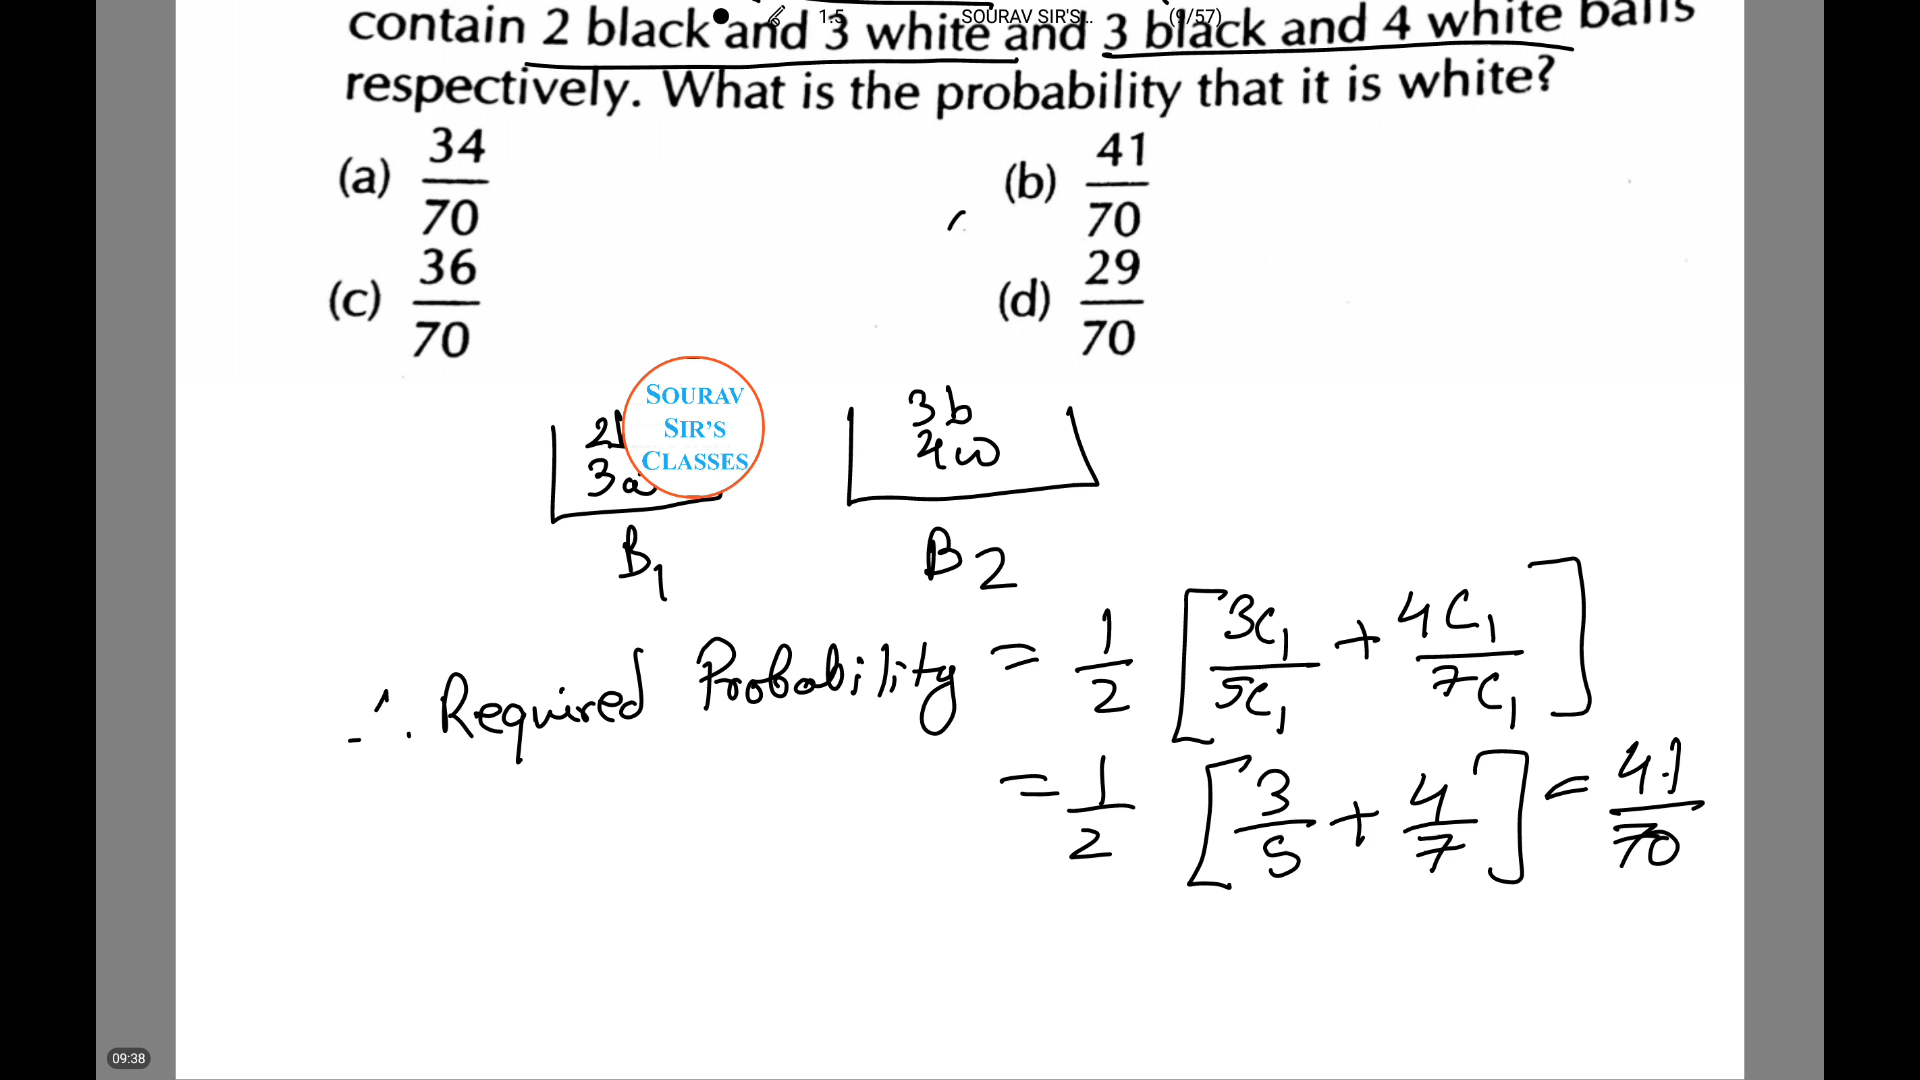 1.5 SOURAV SIR'S... (9/57)
contain 2 black and 3 white and 3 black and 4 white balls
respectively. What is the probability that it is white?
(a) 34/70 (b) 41/70
(c) 36/70 (d) 29/70
SOURAV
SIR'S
CLASSES
3b
4w
3
B1 B2
∴ Required Probability = 1/2 [3C1/5C1 + 4C1/7C1]
= 1/2 [3/5 + 4/7] = 41/70
09:38